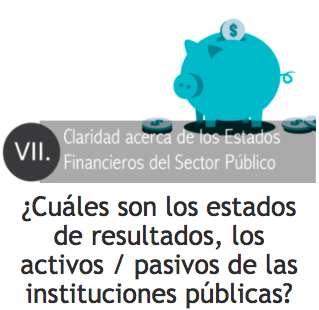 $
VII.
Claridad acerca de los Estados
Financieros del Sector Público
$
$
¿Cuáles son los estados
de resultados, los
activos / pasivos de las
instituciones públicas?